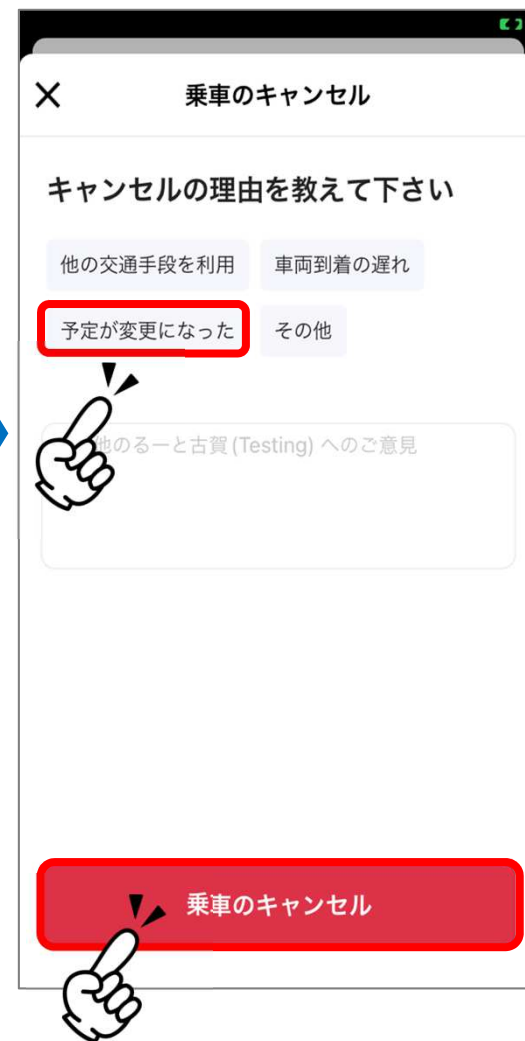 乗車のキャンセル
キャンセルの理由を教えて下さい
他の交通手段を利用
車両到着の遅れ
予定が変更になった
その他
他のるーと古賀 (Testing) へのご意見
乗車のキャンセル